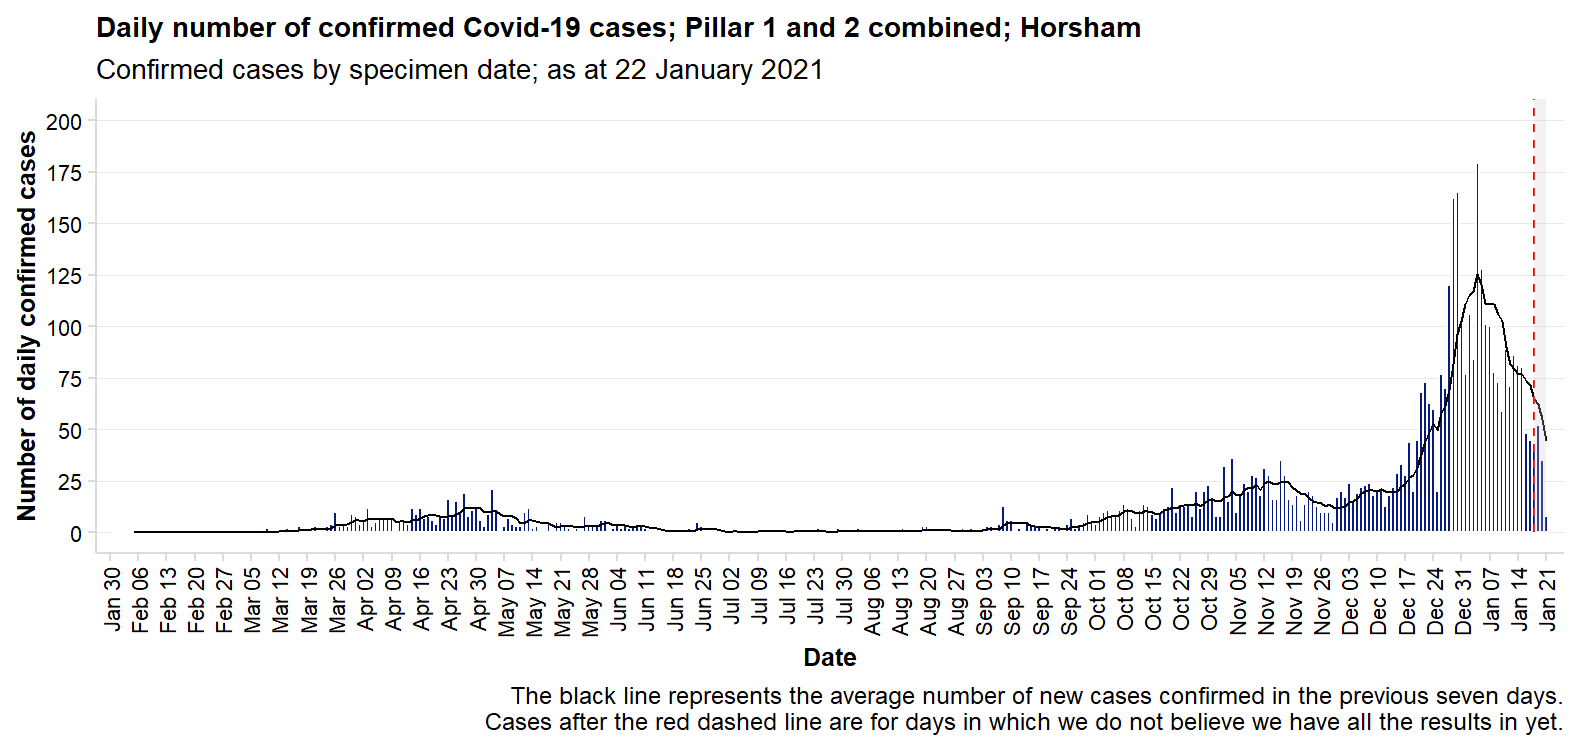 Daily number of confirmed Covid-19 cases; Pillar 1 and 2 combined; Horsham
Confirmed cases by specimen date; as at 22 January 2021
Number of daily confirmed cases
200
175
150
125
100
75
50
25
0
Jan 30
Feb 06
Feb 13
Feb 20
Feb 27
Mar 05
Mar 12
Mar 19
Mar 26
Apr 02
Apr 09
Apr 16
Apr 23
Apr 30
May 07
May 14
May 21
May 28
Jun 04
Jun 11
Jun 18
Jun 25
Jul 02
Jul 09
Jul 16
Jul 23
Jul 30
Aug 06
Aug 13
Aug 20
Aug 27
Sep 03
Sep 10
Sep 17
Sep 24
Oct 01
Oct 08
Oct 15
Oct 22
Oct 29
Nov 05
Nov 12
Nov 19
Nov 26
Dec 03
Dec 10
Dec 17
Dec 24
Dec 31
Jan 07
Jan 14
Jan 21
Date
The black line represents the average number of new cases confirmed in the previous seven days.
Cases after the red dashed line are for days in which we do not believe we have all the results in yet.